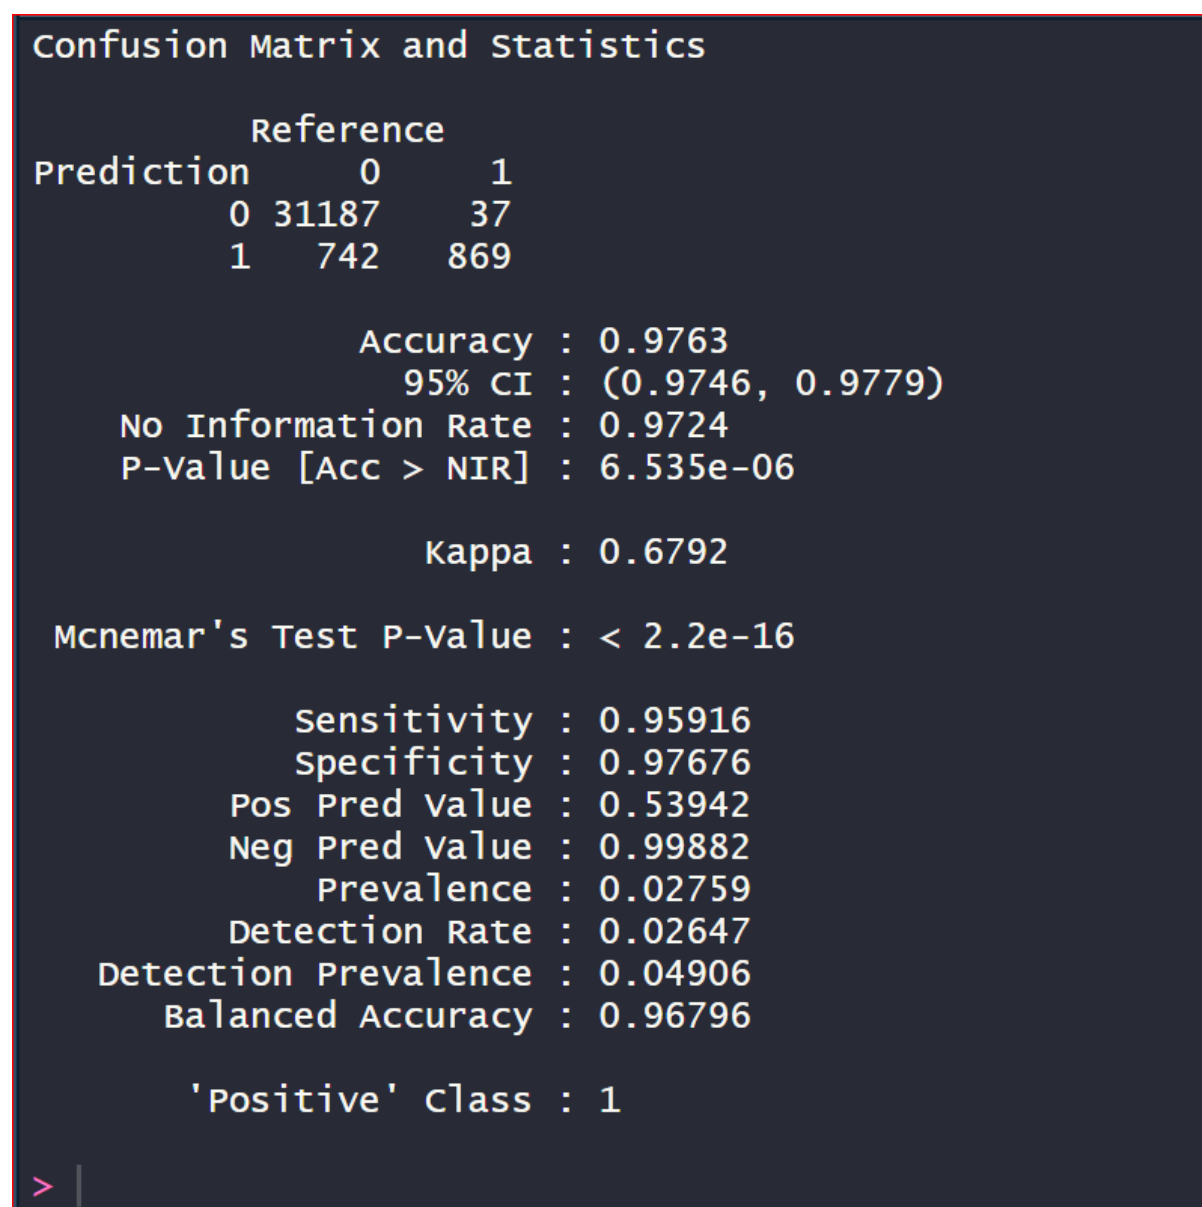 Confusion Matrix and Statistics
Reference
Prediction 0 1
0 31187 37
1 742 869
Accuracy : 0.9763
95% CI : (0.9746, 0.9779)
No Information Rate : 0.9724
P-Value [Acc > NIR] : 6.535e-06
Kappa : 0.6792
Mcnemar's Test P-Value : < 2.2e-16
Sensitivity : 0.95916
Specificity : 0.97676
Pos Pred Value : 0.53942
Neg Pred Value : 0.99882
Prevalence : 0.02759
Detection Rate : 0.02647
Detection Prevalence : 0.04906
Balanced Accuracy : 0.96796
'Positive' Class : 1
>